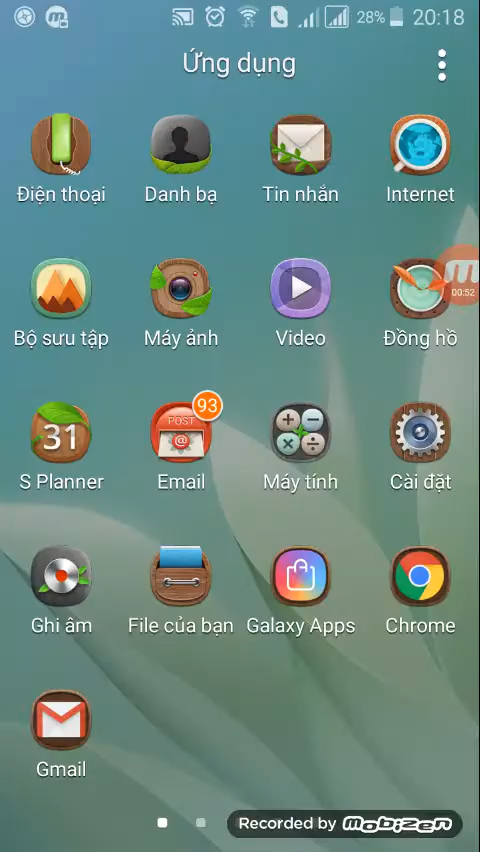 28% 20:18
Ứng dụng
Điện thoại Danh bạ Tin nhắn Internet
00:52
Bộ sưu tập Máy ảnh Video Đồng hồ
93
POST
31
S Planner Email Máy tính Cài đặt
Ghi âm File của bạn Galaxy Apps Chrome
Gmail
Recorded by mobizen